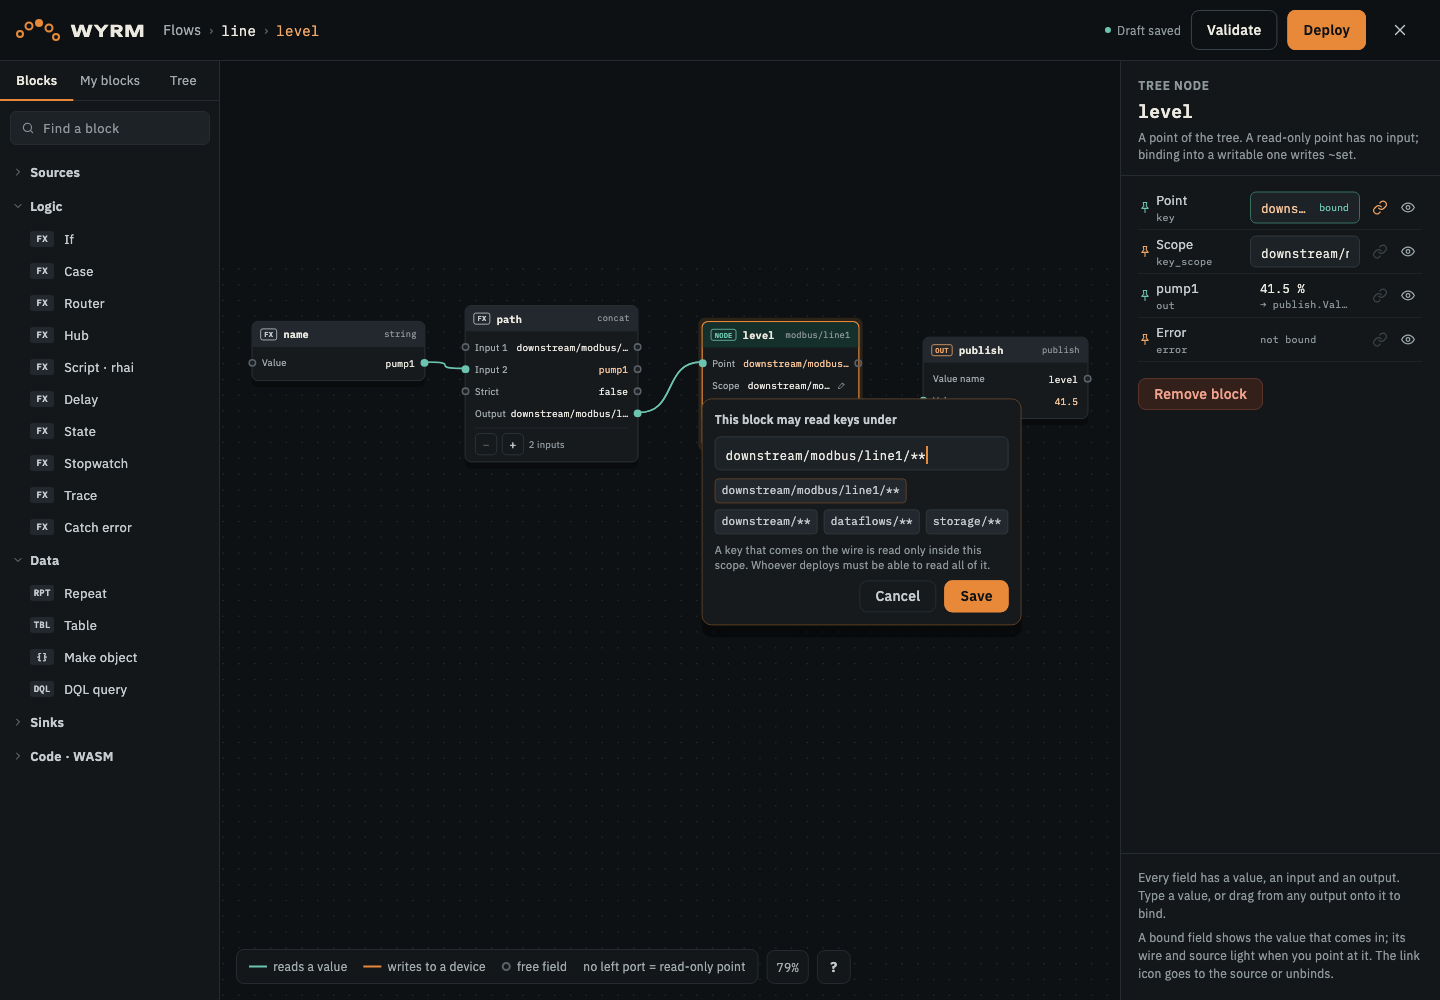 WYRM
Flows › line › level
Draft saved
Validate
Deploy
Blocks
My blocks
Tree
Find a block
Sources
Logic
FX If
FX Case
FX Router
FX Hub
FX Script · rhai
FX Delay
FX State
FX Stopwatch
FX Trace
FX Catch error
Data
RPT Repeat
TBL Table
{} Make object
DQL DQL query
Sinks
Code · WASM
FX name string
Value pump1
FX path concat
Input 1 downstream/modbus/…
Input 2 pump1
Strict false
Output downstream/modbus/l…
− + 2 inputs
NODE level modbus/line1
Point downstream/modbus…
Scope downstream/mo…
OUT publish publish
Value name level
41.5
This block may read keys under
downstream/modbus/line1/**
downstream/modbus/line1/**
downstream/** dataflows/** storage/**
A key that comes on the wire is read only inside this
scope. Whoever deploys must be able to read all of it.
Cancel
Save
reads a value
writes to a device
free field
no left port = read-only point
79%
?
TREE NODE
level
A point of the tree. A read-only point has no input;
binding into a writable one writes ~set.
Point
key
downs… bound
Scope
key_scope
downstream/
pump1
out
41.5 %
→ publish.Val…
Error
error
not bound
Remove block
Every field has a value, an input and an output.
Type a value, or drag from any output onto it to
bind.
A bound field shows the value that comes in; its
wire and source light when you point at it. The link
icon goes to the source or unbinds.